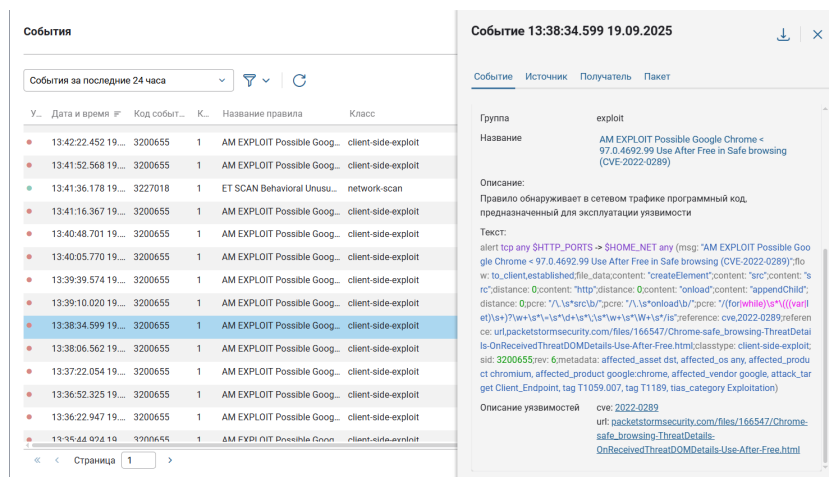 События
События за последние 24 часа
У... Дата и время Код событ... К... Название правила Класс
13:42:22.452 19.... 3200655 1 AM EXPLOIT Possible Goog... client-side-exploit
13:41:52.568 19.... 3200655 1 AM EXPLOIT Possible Goog... client-side-exploit
13:41:36.178 19.... 3227018 1 ET SCAN Behavioral Unusu... network-scan
13:41:16.367 19.... 3200655 1 AM EXPLOIT Possible Goog... client-side-exploit
13:40:48.701 19.... 3200655 1 AM EXPLOIT Possible Goog... client-side-exploit
13:40:05.770 19.... 3200655 1 AM EXPLOIT Possible Goog... client-side-exploit
13:39:39.574 19.... 3200655 1 AM EXPLOIT Possible Goog... client-side-exploit
13:39:10.020 19.... 3200655 1 AM EXPLOIT Possible Goog... client-side-exploit
13:38:34.599 19.... 3200655 1 AM EXPLOIT Possible Goog... client-side-exploit
13:38:06.562 19.... 3200655 1 AM EXPLOIT Possible Goog... client-side-exploit
13:37:22.054 19.... 3200655 1 AM EXPLOIT Possible Goog... client-side-exploit
13:36:52.325 19.... 3200655 1 AM EXPLOIT Possible Goog... client-side-exploit
13:36:22.947 19.... 3200655 1 AM EXPLOIT Possible Goog... client-side-exploit
13:35:44.924 19.... 3200655 1 AM EXPLOIT Possible Goog... client-side-exploit
« < Страница 1 >
Событие 13:38:34.599 19.09.2025
Событие Источник Получатель Пакет
Группа exploit
Название AM EXPLOIT Possible Google Chrome <
97.0.4692.99 Use After Free in Safe browsing
(CVE-2022-0289)
Описание:
Правило обнаруживает в сетевом трафике программный код,
предназначенный для эксплуатации уязвимости
Текст:
alert tcp any $HTTP_PORTS -> $HOME_NET any (msg: "AM EXPLOIT Possible Goo
gle Chrome < 97.0.4692.99 Use After Free in Safe browsing (CVE-2022-0289)";flo
w: to_client,established;file_data;content: "createElement";content: "src";content: "s
rc";distance: 0;content: "http";distance: 0;content: "onload";content: "appendChild";
distance: 0;pcre: "/\.\s*src\b/";pcre: "/\.\s*onload\b/";pcre: "/(for|while)\s*\(((var|l
et)\s+)?\w+\s*\=\s*\d+\s*\;\s*\w+\s*\W+\s*/is";reference: cve,2022-0289;referen
ce: url,packetstormsecurity.com/files/166547/Chrome-safe_browsing-ThreatDetai
ls-OnReceivedThreatDOMDetails-Use-After-Free.html;classtype: client-side-exploit;
sid: 3200655;rev: 6;metadata: affected_asset dst, affected_os any, affected_produ
ct chromium, affected_product google:chrome, affected_vendor google, attack_tar
get Client_Endpoint, tag T1059.007, tag T1189, tias_category Exploitation)
Описание уязвимостей cve: 2022-0289
url: packetstormsecurity.com/files/166547/Chrome-
safe_browsing-ThreatDetails-
OnReceivedThreatDOMDetails-Use-After-Free.html